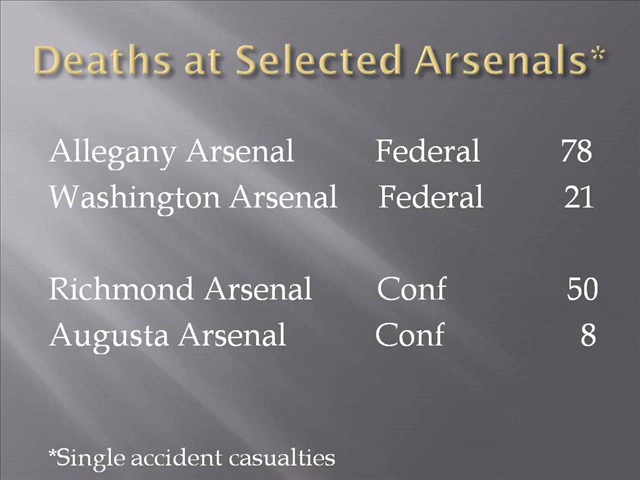 Deaths at Selected Arsenals*
Allegany Arsenal Federal 78
Washington Arsenal Federal 21
Richmond Arsenal Conf 50
Augusta Arsenal Conf 8
*Single accident casualties